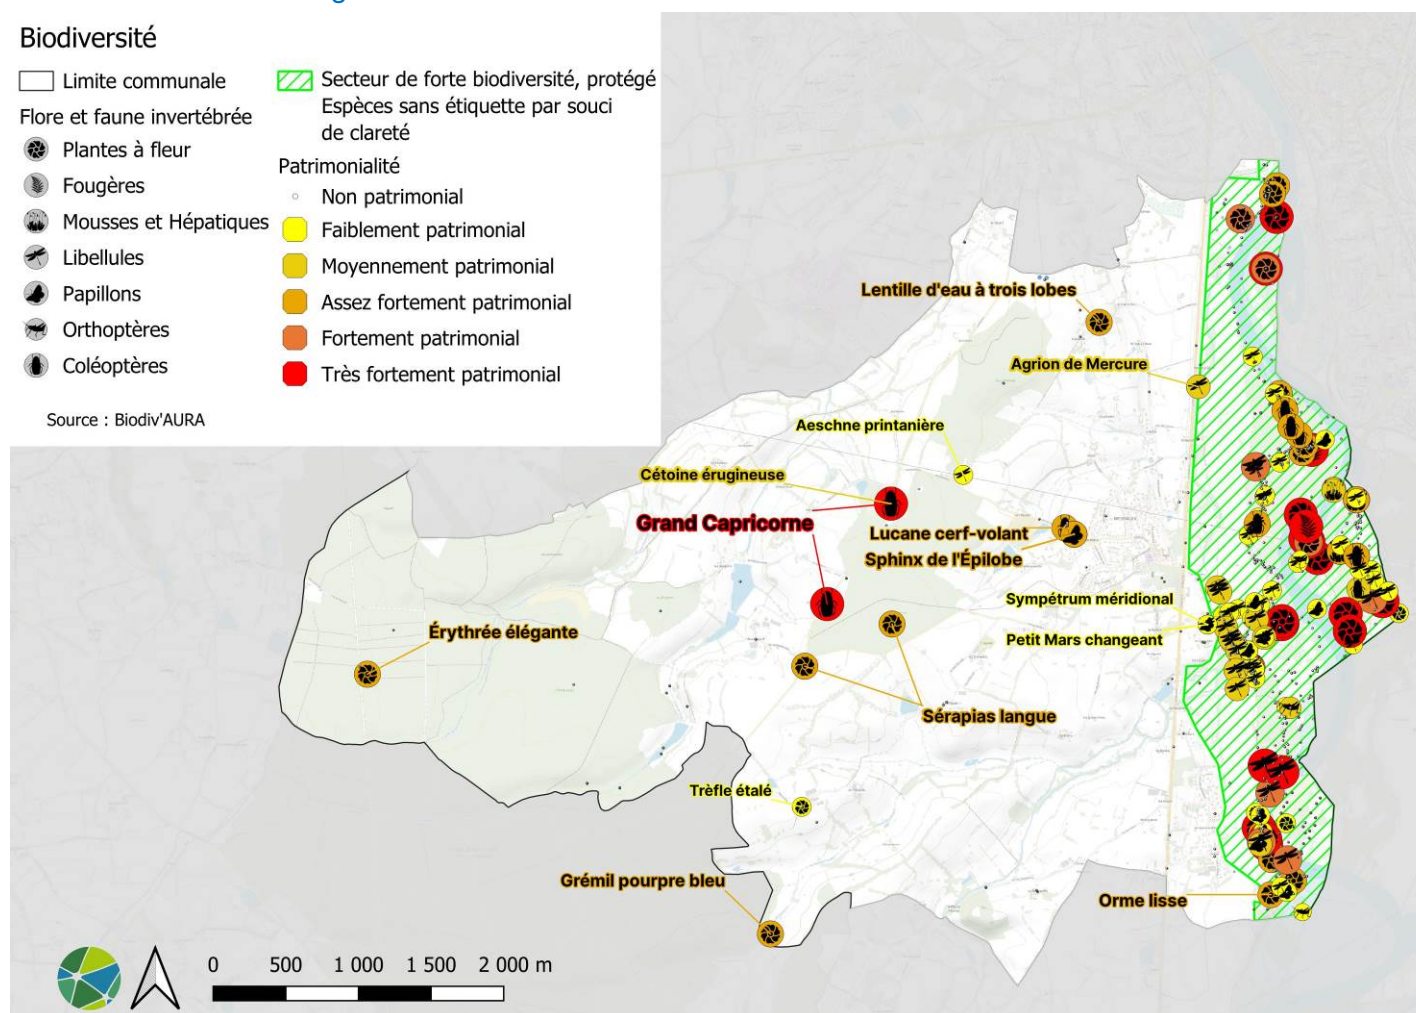 Biodiversité
Limite communale
Flore et faune invertébrée
Plantes à fleur
Fougères
Mousses et Hépatiques
Libellules
Papillons
Orthoptères
Coléoptères
Source : Biodiv'AURA
Secteur de forte biodiversité, protégé
Espèces sans étiquette par souci
de clareté
Patrimonialité
Non patrimonial
Faiblement patrimonial
Moyennement patrimonial
Assez fortement patrimonial
Fortement patrimonial
Très fortement patrimonial
Lentille d'eau à trois lobes
Agrion de Mercure
Aeschne printanière
Cétoine érugineuse
Grand Capricorne
Lucane cerf-volant
Sphinx de l'Épilobe
Sympétrum méridional
Érythrée élégante
Petit Mars changeant
Sérapias langue
Trèfle étalé
Grémil pourpre bleu
Orme lisse
0 500 1 000 1 500 2 000 m